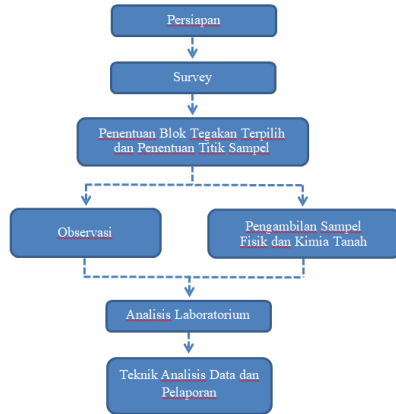 Persiapan
Survey
Penentuan Blok Tegakan Terpilih
dan Penentuan Titik Sampel
Observasi
Pengambilan Sampel
Fisik dan Kimia Tanah
Analisis Laboratorium
Teknik Analisis Data dan
Pelaporan